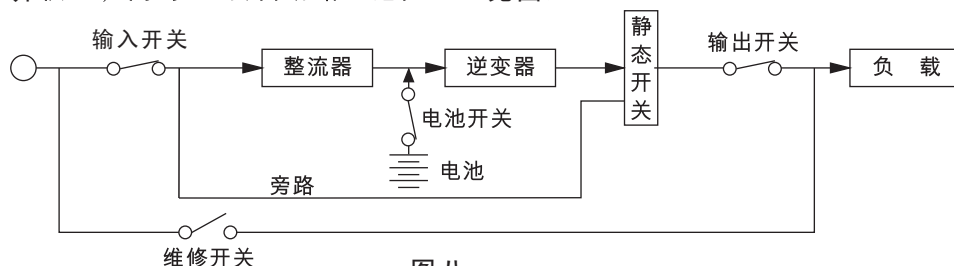 输入开关
整流器
逆变器
静态开关
输出开关
负 载
电池开关
电池
旁路
维修开关